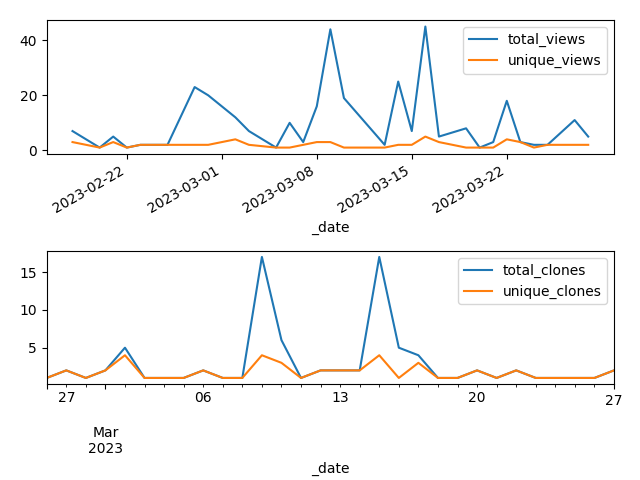 total_views
unique_views
40
20
0
2023-02-22
2023-03-01
2023-03-08
2023-03-15
2023-03-22
_date
total_clones
unique_clones
15
10
5
27
06
13
20
27
Mar
2023
_date